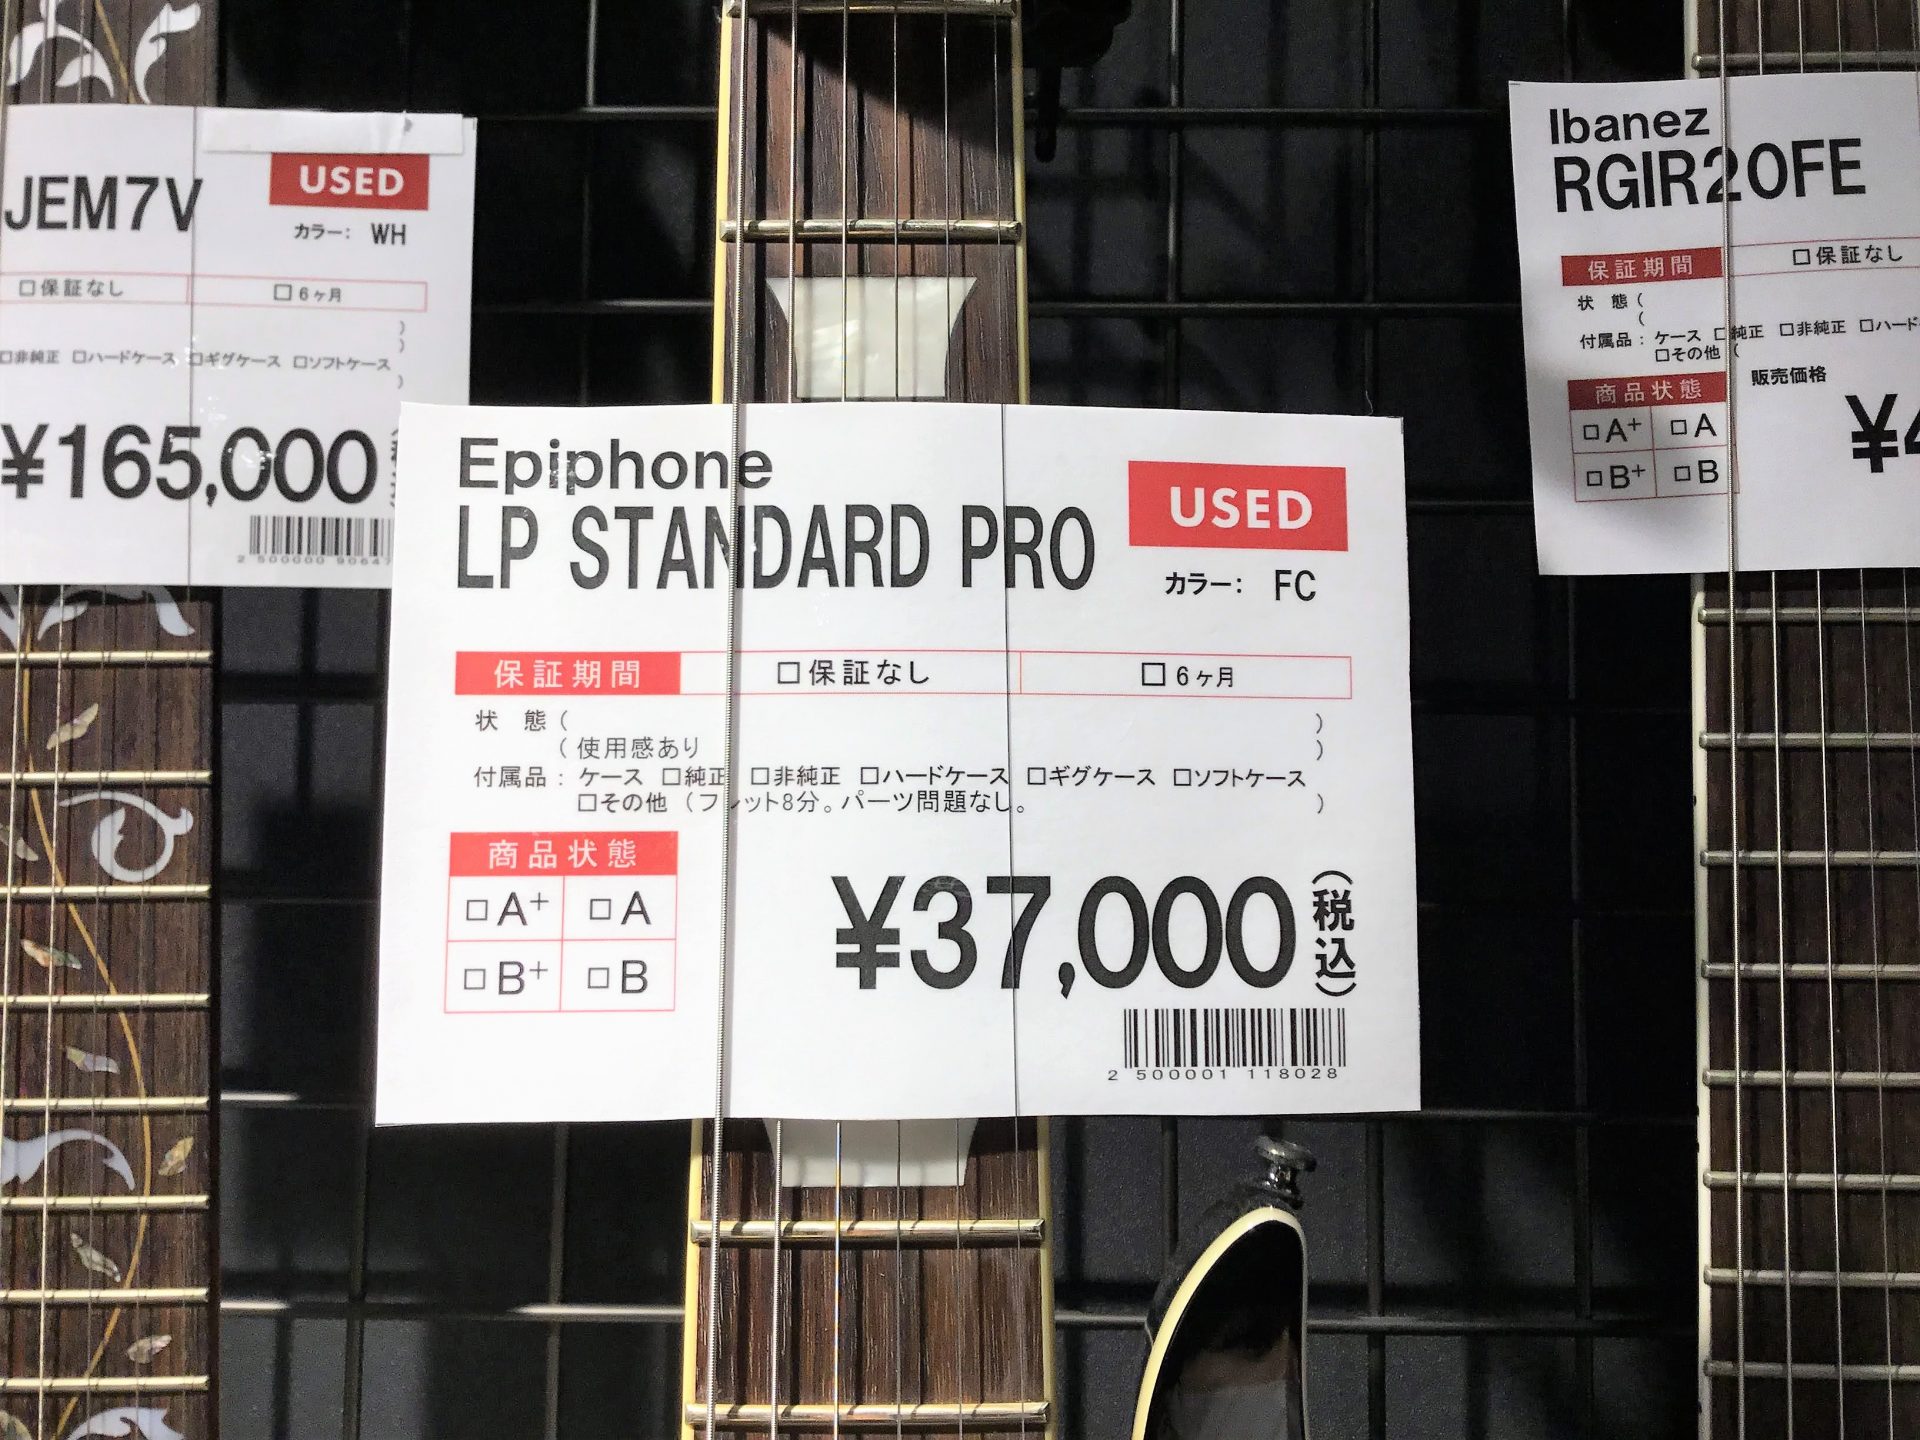 JEM7V
USED
カラー: WH
□保証なし □6ヶ月
)
)
□非純正 □ハードケース □ギグケース □ソフトケース
)
¥165,000
2 500000 90647
Epiphone
LP STANDARD PRO
USED
カラー: FC
保証期間 □保証なし □6ヶ月
状 態 ( )
(使用感あり )
付属品: ケース □純正 □非純正 □ハードケース □ギグケース □ソフトケース
□その他 (フレット8分。パーツ問題なし。 )
商品状態
□A+ □A
□B+ □B
¥37,000(税込)
2 500001 118028
Ibanez
RGIR20FE
保証期間 □保証なし
状 態 (
(
付属品: ケース □純正 □非純正 □ハード
□その他 (
商品状態
□A+ □A
□B+ □B
販売価格
¥4